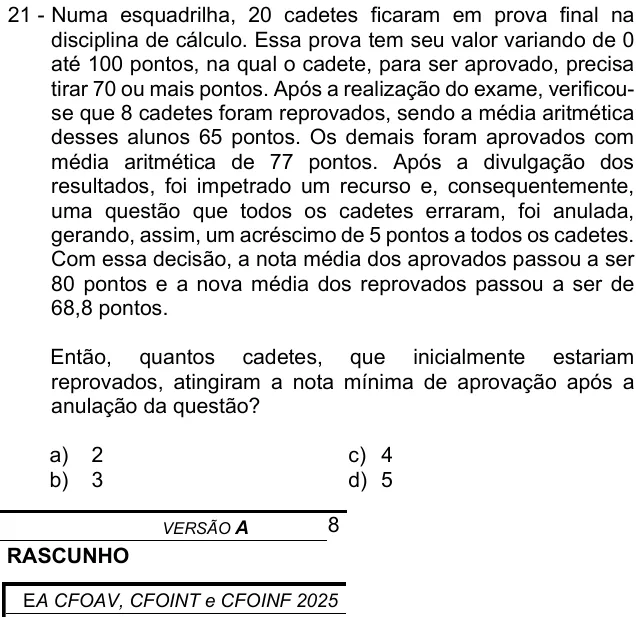 21 - Numa esquadrilha, 20 cadetes ficaram em prova final na
disciplina de cálculo. Essa prova tem seu valor variando de 0
até 100 pontos, na qual o cadete, para ser aprovado, precisa
tirar 70 ou mais pontos. Após a realização do exame, verificou-
se que 8 cadetes foram reprovados, sendo a média aritmética
desses alunos 65 pontos. Os demais foram aprovados com
média aritmética de 77 pontos. Após a divulgação dos
resultados, foi impetrado um recurso e, consequentemente,
uma questão que todos os cadetes erraram, foi anulada,
gerando, assim, um acréscimo de 5 pontos a todos os cadetes.
Com essa decisão, a nota média dos aprovados passou a ser
80 pontos e a nova média dos reprovados passou a ser de
68,8 pontos.
Então, quantos cadetes, que inicialmente estariam
reprovados, atingiram a nota mínima de aprovação após a
anulação da questão?
a) 2
b) 3
c) 4
d) 5
VERSÃO A 8
RASCUNHO
EA CFOAV, CFOINT e CFOINF 2025